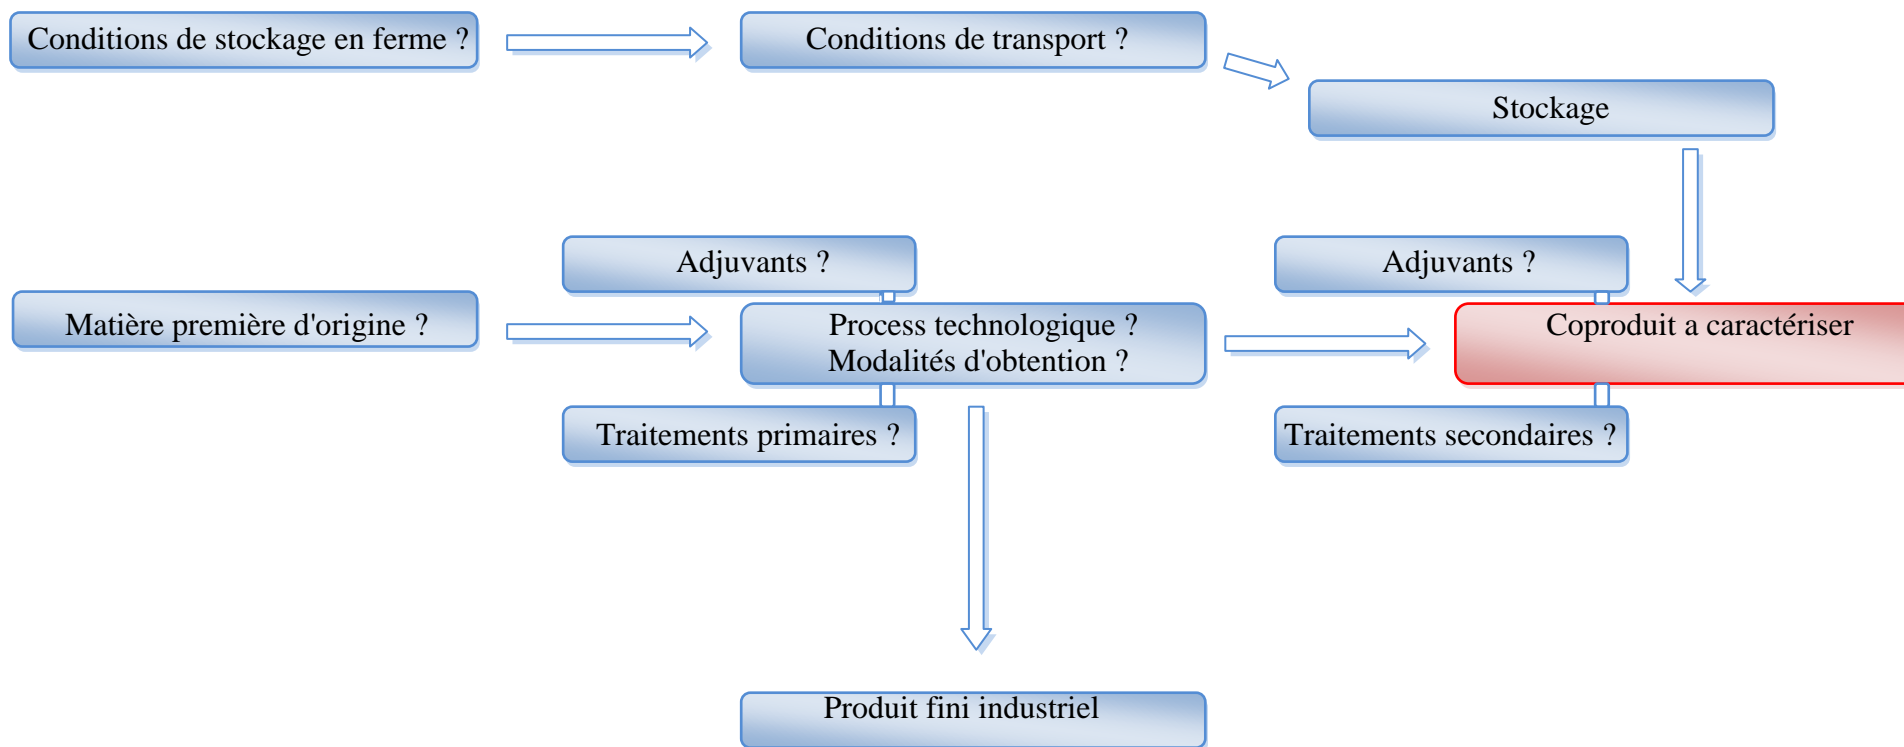 Conditions de stockage en ferme ?
Conditions de transport ?
Stockage
Adjuvants ?
Adjuvants ?
Matière première d'origine ?
Process technologique ?
Modalités d'obtention ?
Coproduit a caractériser
Traitements primaires ?
Traitements secondaires ?
Produit fini industriel